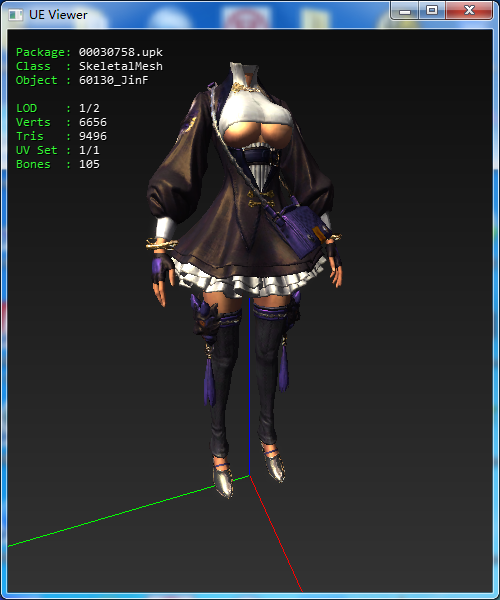 UE Viewer
Package: 00030758.upk
Class : SkeletalMesh
Object : 60130_JinF
LOD : 1/2
Verts : 6656
Tris : 9496
UV Set : 1/1
Bones : 105